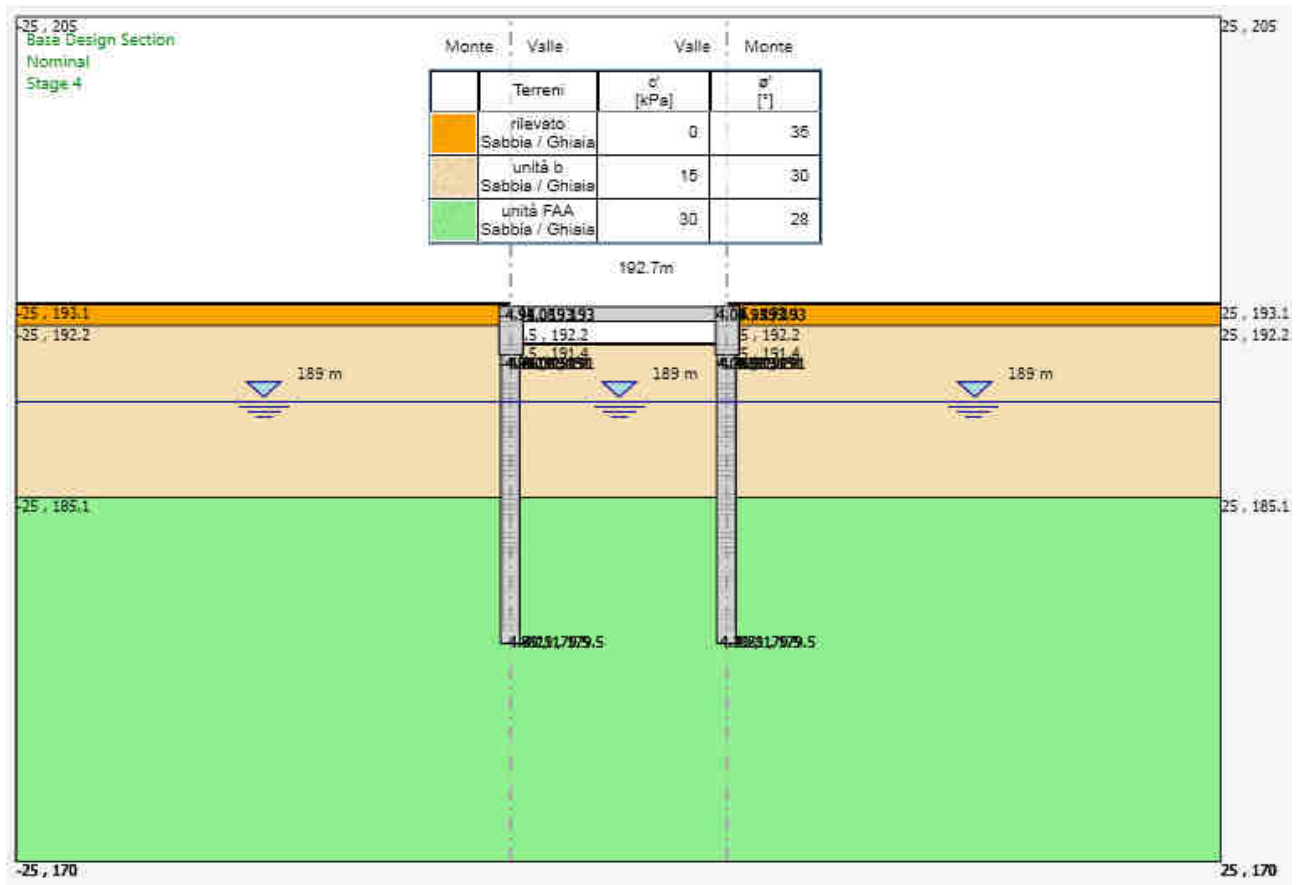 -25 , 205
25 , 205
Base Design Section
Nominal
Stage 4
Monte Valle Valle Monte
Terreni c' [kPa] ø' [°]
rilevato
Sabbia / Ghiaia 0 35
unità b
Sabbia / Ghiaia 15 30
unità FAA
Sabbia / Ghiaia 30 28
192.7m
-25 , 193.1
25 , 193.1
-25 , 192.2
.5 , 192.2
5 , 192.2
25 , 192.2
.5 , 191.4
5 , 191.4
189 m
189 m
189 m
-25 , 185.1
25 , 185.1
-25 , 170
25 , 170